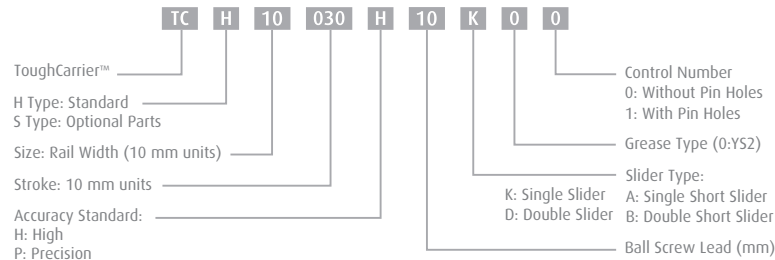 TC H 10 030 H 10 K 0 0
ToughCarrier™
H Type: Standard
S Type: Optional Parts
Size: Rail Width (10 mm units)
Stroke: 10 mm units
Accuracy Standard:
H: High
P: Precision
Control Number
0: Without Pin Holes
1: With Pin Holes
Grease Type (0:YS2)
Slider Type:
K: Single Slider A: Single Short Slider
D: Double Slider B: Double Short Slider
Ball Screw Lead (mm)